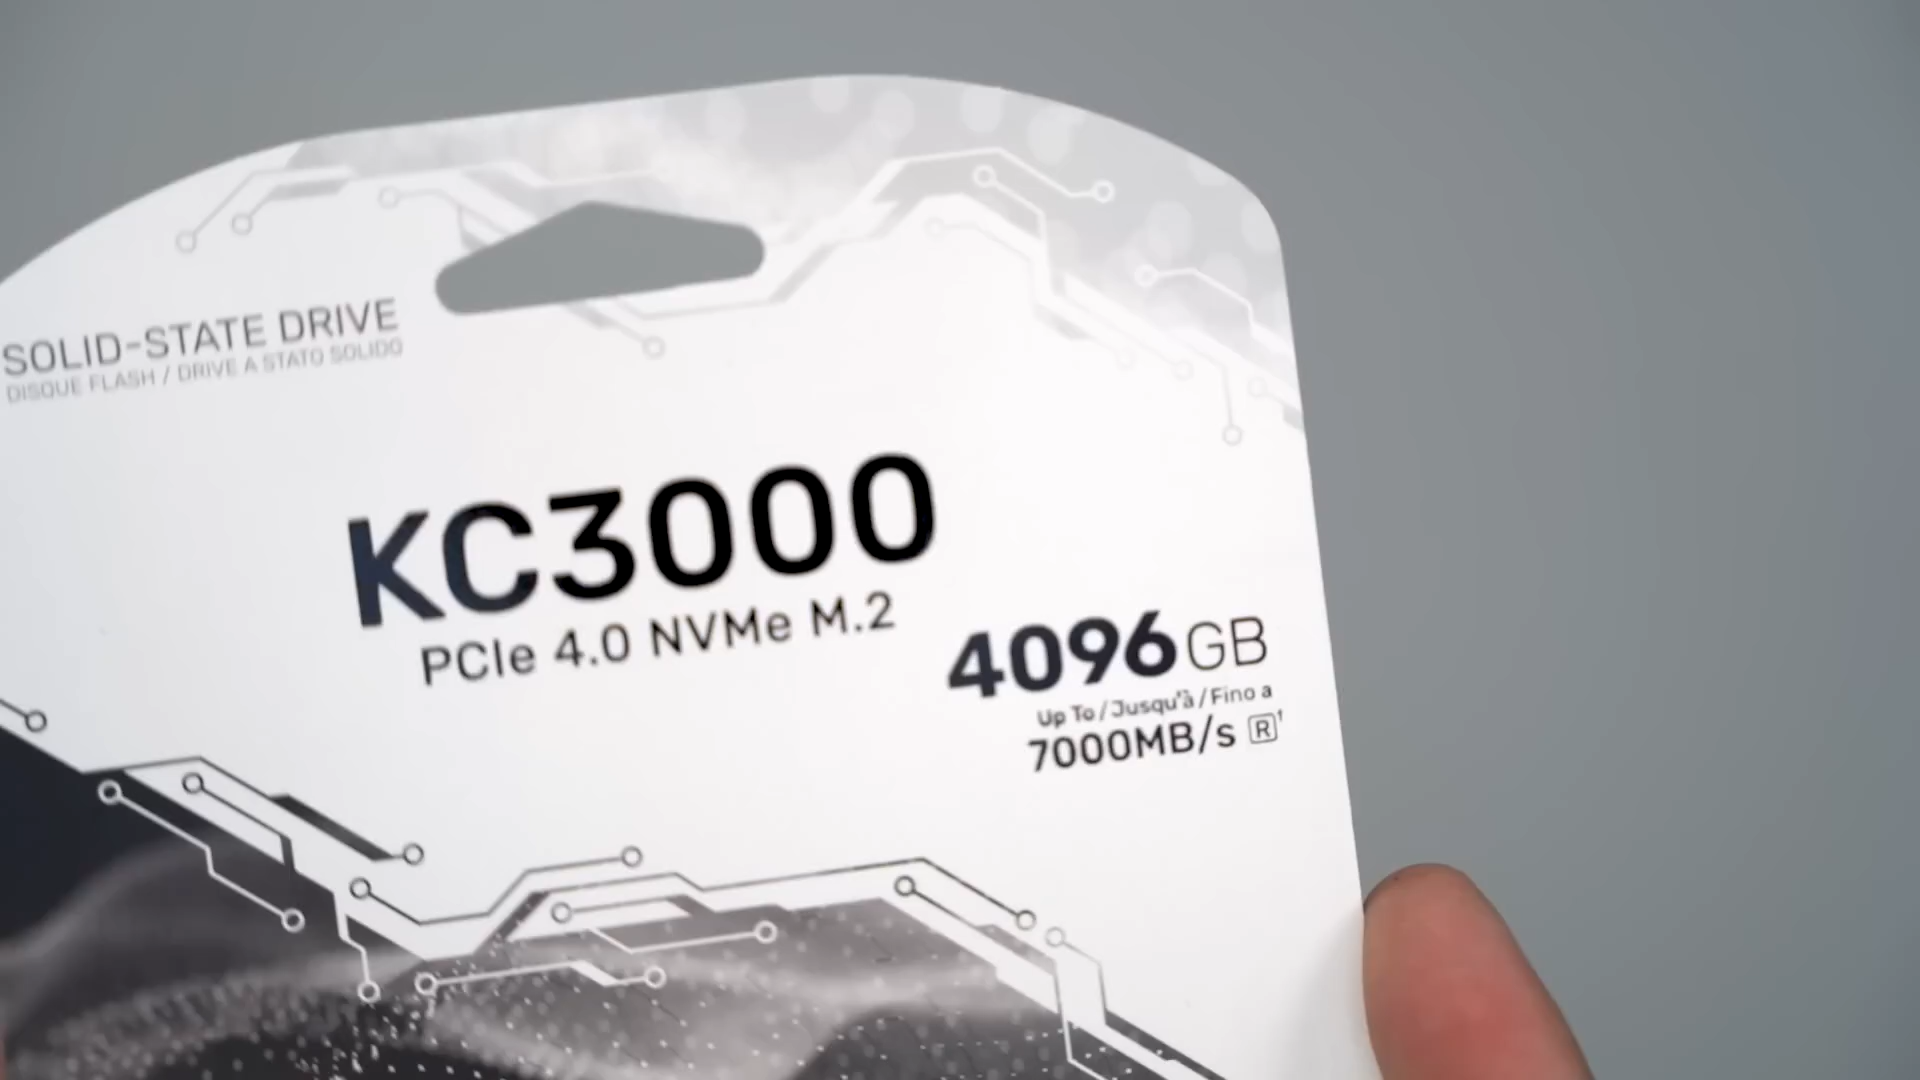 SOLID-STATE DRIVE
DISQUE FLASH / DRIVE A STATO SOLIDO
KC3000
PCIe 4.0 NVMe M.2
4096GB
Up To / Jusqu'à / Fino a
7000MB/s R¹